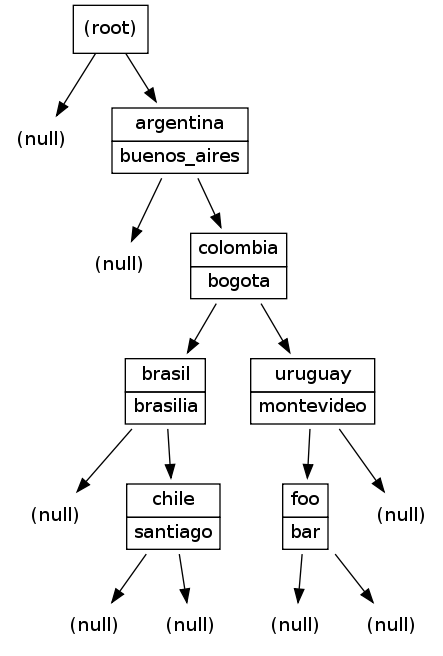 (root)
(null)
argentina
buenos_aires
(null)
colombia
bogota
brasil
brasilia
uruguay
montevideo
(null)
chile
santiago
foo
bar
(null)
(null)
(null)
(null)
(null)